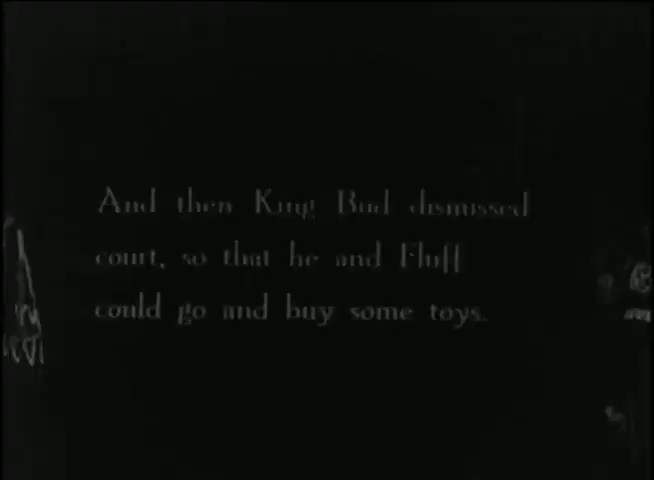 And then King Bud dismissed
court, so that he and Fluff
could go and buy some toys.